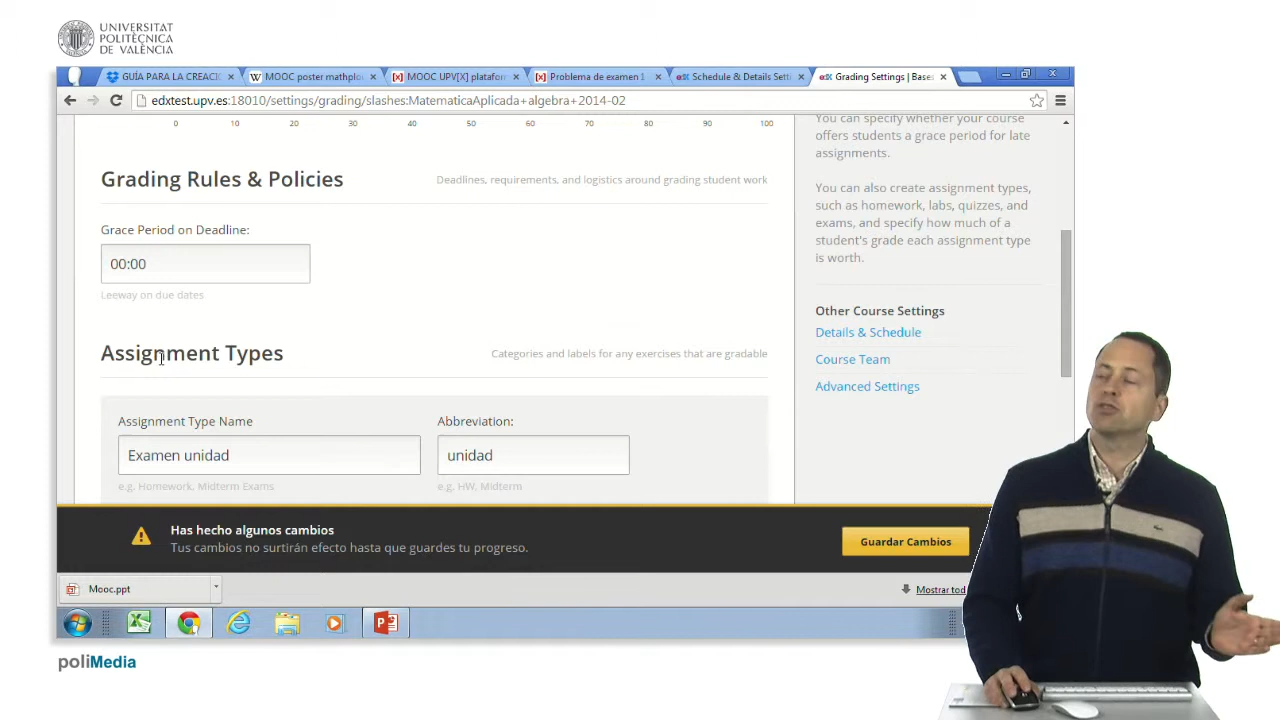 UNIVERSITAT
POLITÈCNICA
DE VALÈNCIA
GUÍA PARA LA CREACIÓ
MOOC poster mathplo
MOOC UPV[X] plataform
Problema de examen 1
Schedule & Details Setti
Grading Settings | Bases
edxtest.upv.es:18010/settings/grading/slashes:MatematicaAplicada+algebra+2014-02
0 10 20 30 40 50 60 70 80 90 100
You can specify whether your course
offers students a grace period for late
assignments.
Grading Rules & Policies
Deadlines, requirements, and logistics around grading student work
You can also create assignment types,
such as homework, labs, quizzes, and
exams, and specify how much of a
student's grade each assignment type
is worth.
Grace Period on Deadline:
00:00
Leeway on due dates
Other Course Settings
Details & Schedule
Course Team
Advanced Settings
Assignment Types
Categories and labels for any exercises that are gradable
Assignment Type Name
Abbreviation:
Examen unidad
unidad
e.g. Homework, Midterm Exams
e.g. HW, Midterm
Has hecho algunos cambios
Tus cambios no surtirán efecto hasta que guardes tu progreso.
Guardar Cambios
Mooc.ppt
Mostrar tod
poliMedia